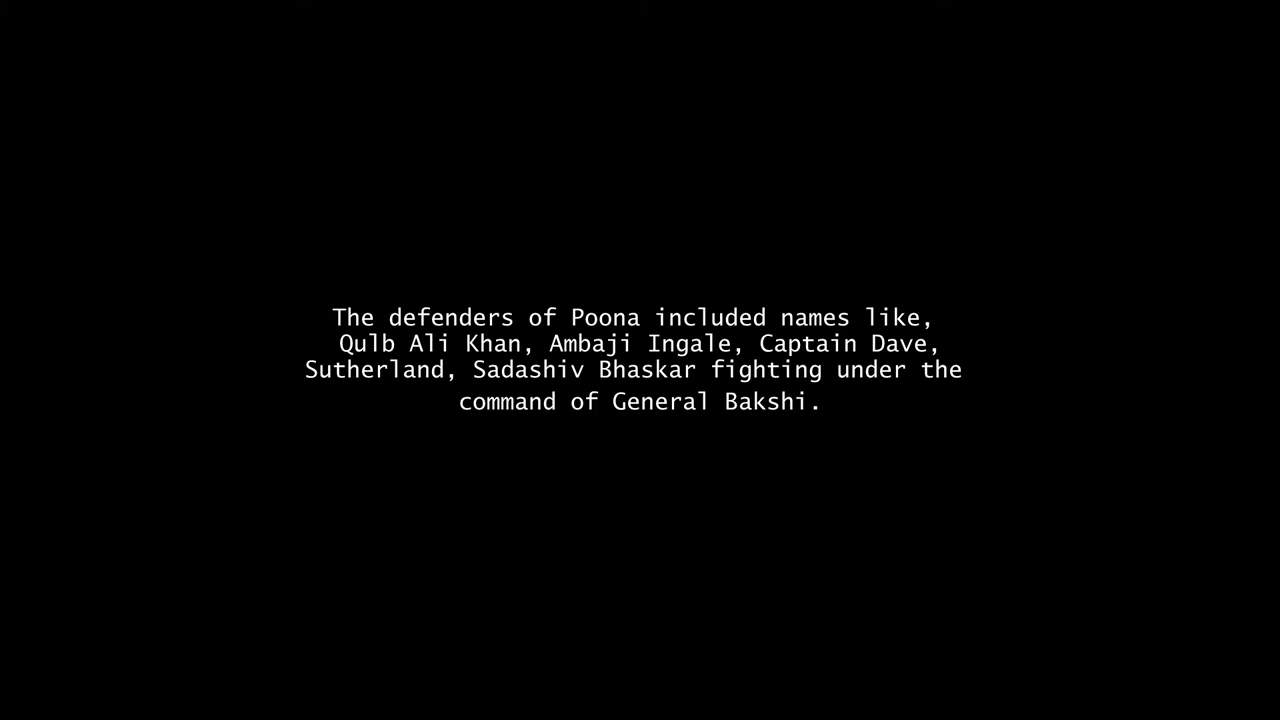 The defenders of Poona included names like,
Qulb Ali Khan, Ambaji Ingale, Captain Dave,
Sutherland, Sadashiv Bhaskar fighting under the
command of General Bakshi.